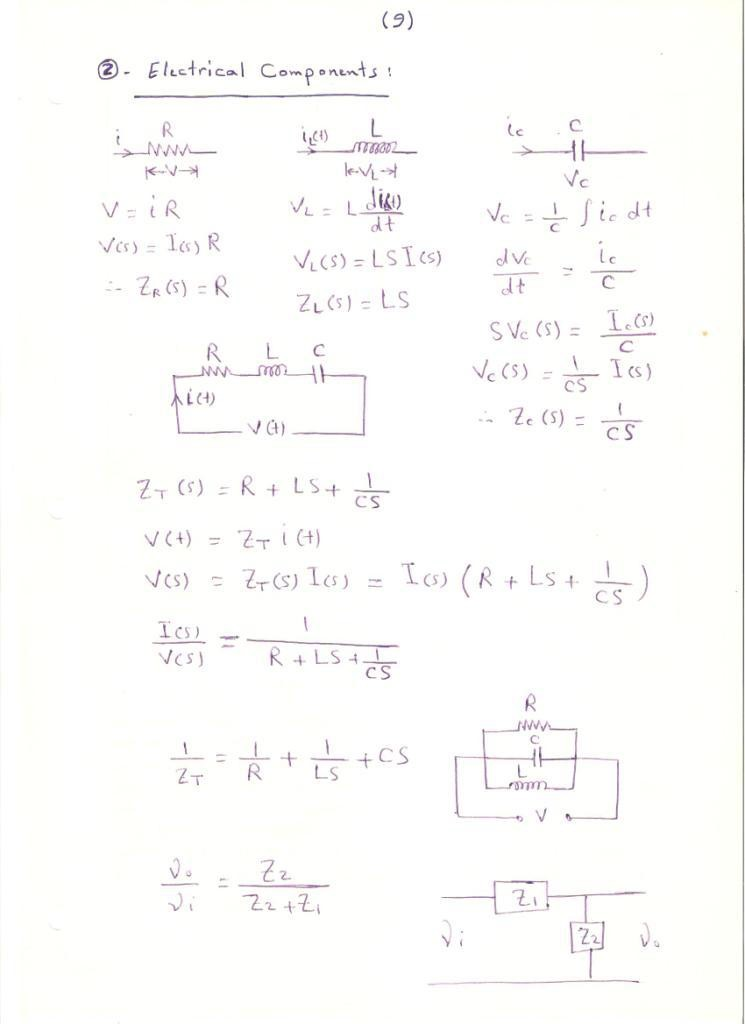 (9)
② - Electrical Components :
i R
V
V = i R
V(s) = I(s) R
∴ Z_R(s) = R
i_L(t) L
V_L
V_L = L di(t)/dt
V_L(s) = LS I(s)
Z_L(s) = LS
i_c C
V_c
V_c = 1/C ∫ i_c dt
dV_c/dt = i_c/C
S V_c(s) = I_c(s)/C
V_c(s) = 1/CS I(s)
∴ Z_c(s) = 1/CS
R L C
i(t)
V(t)
Z_T(s) = R + LS + 1/CS
V(t) = Z_T i(t)
V(s) = Z_T(s) I(s) = I(s) (R + LS + 1/CS)
I(s)/V(s) = 1/(R + LS + 1/CS)
1/Z_T = 1/R + 1/LS + CS
R
C
L
V
V_o/V_i = Z_2/(Z_2 + Z_1)
Z_1
V_i Z_2 V_o